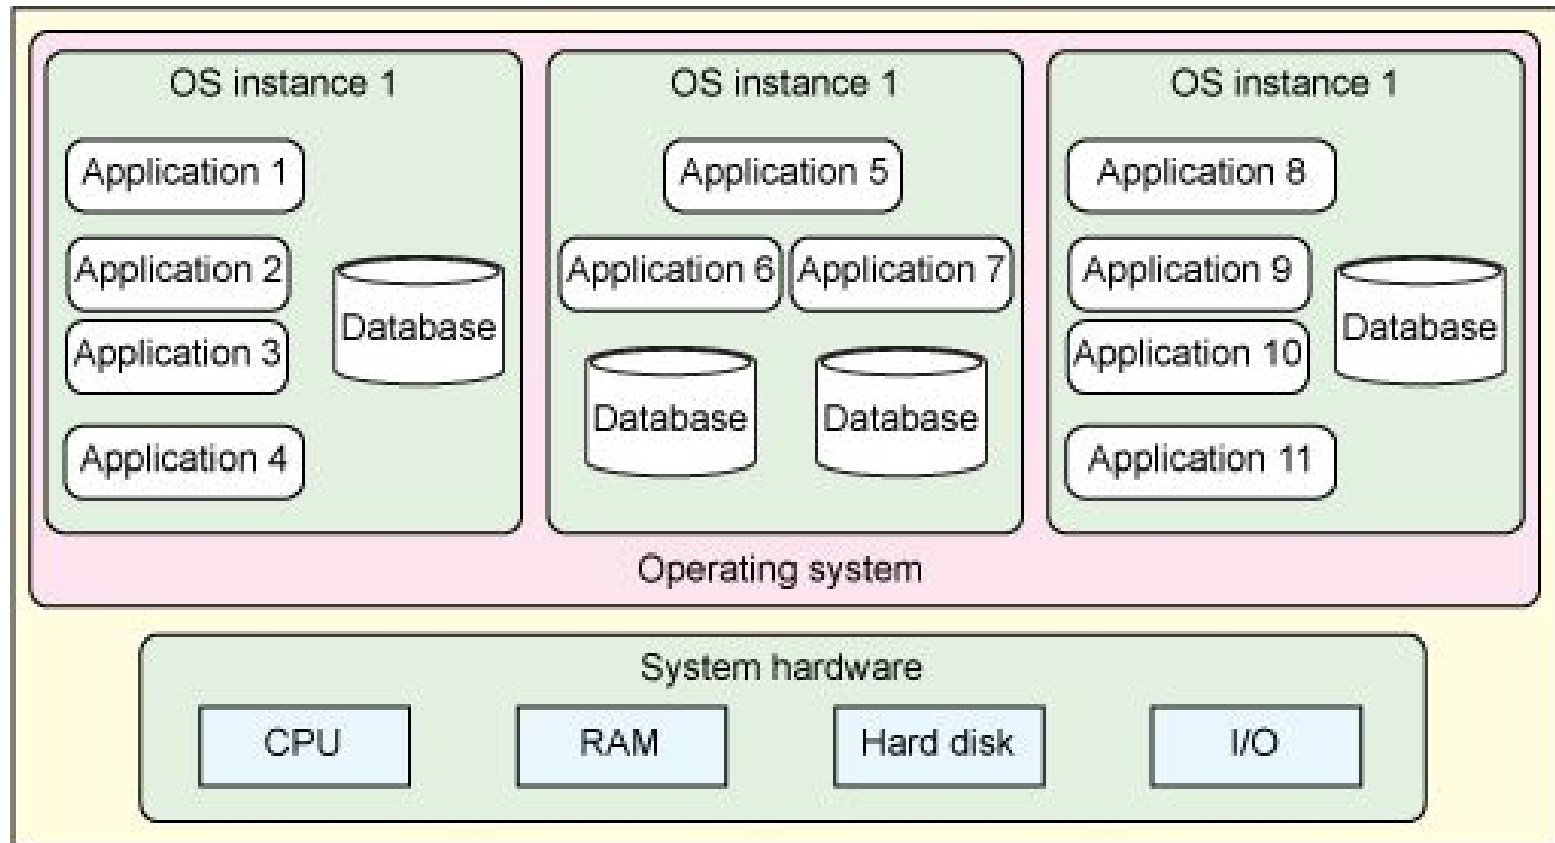 OS instance 1
Application 1
Application 2
Application 3
Application 4
Database
OS instance 1
Application 5
Application 6
Application 7
Database
Database
OS instance 1
Application 8
Application 9
Application 10
Application 11
Database
Operating system
System hardware
CPU
RAM
Hard disk
I/O